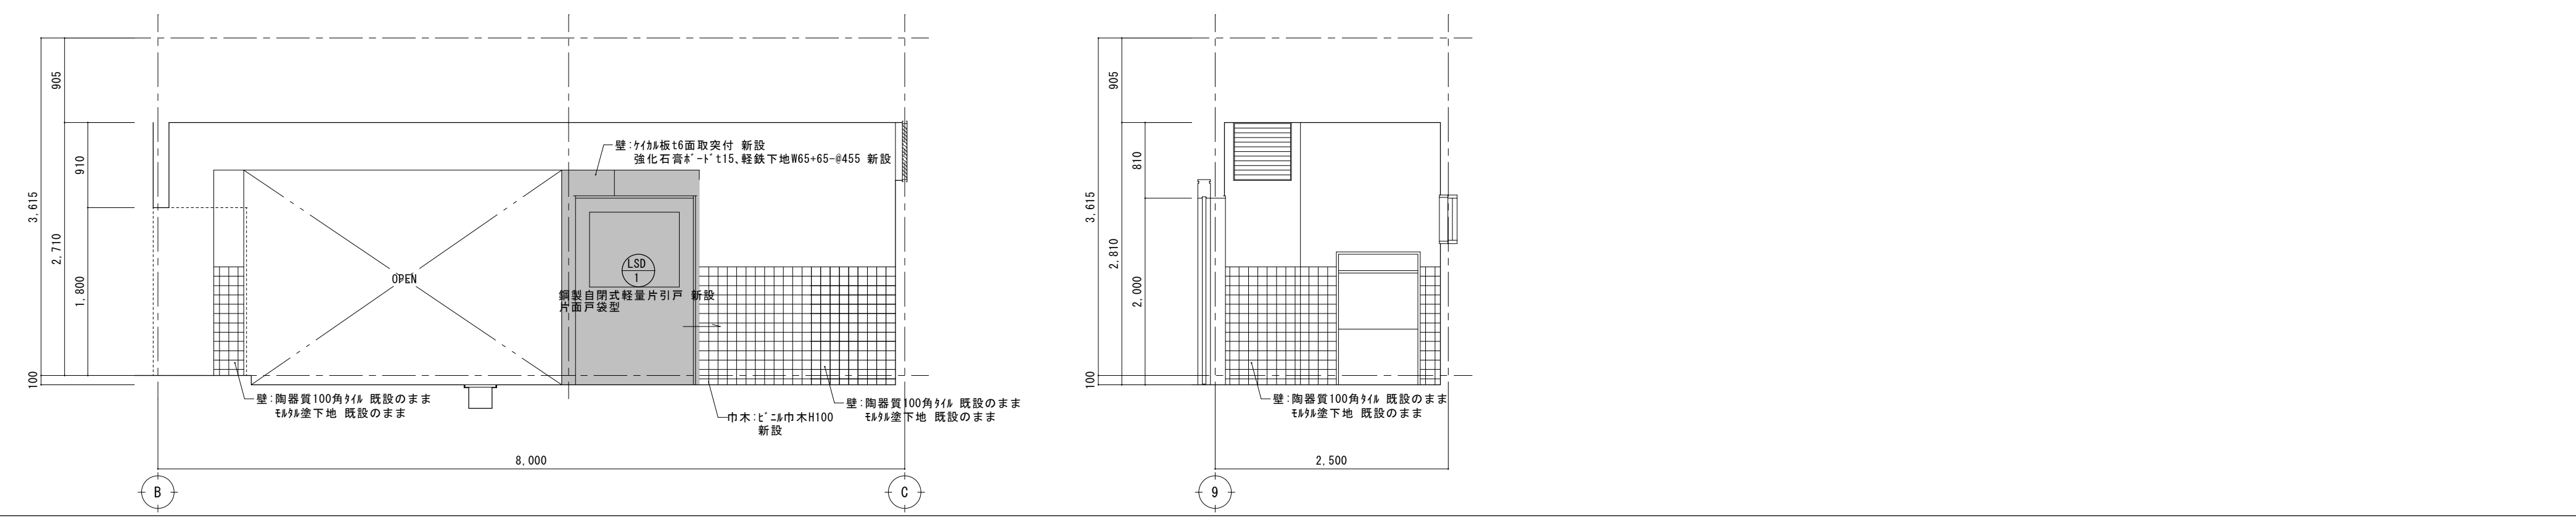 905
910
3,615
2,710
1,800
100
壁:ｹｲｶﾙ板t6面取突付 新設
強化石膏ﾎﾞｰﾄﾞt15、軽鉄下地W65+65-@455 新設
OPEN
LSD
1
鋼製自閉式軽量片引戸 新設
片面戸袋型
壁:陶器質100角ﾀｲﾙ 既設のまま
ﾓﾙﾀﾙ塗下地 既設のまま
巾木:ﾋﾞﾆﾙ巾木H100
新設
壁:陶器質100角ﾀｲﾙ 既設のまま
ﾓﾙﾀﾙ塗下地 既設のまま
8,000
B
C
905
810
3,615
2,810
2,000
100
壁:陶器質100角ﾀｲﾙ 既設のまま
ﾓﾙﾀﾙ塗下地 既設のまま
2,500
9